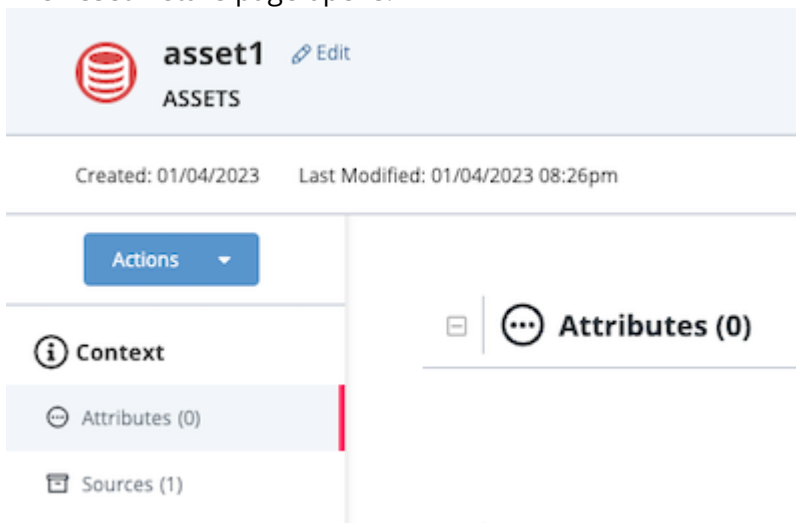 asset1 Edit
ASSETS
Created: 01/04/2023 Last Modified: 01/04/2023 08:26pm
Actions
Attributes (0)
Context
Attributes (0)
Sources (1)